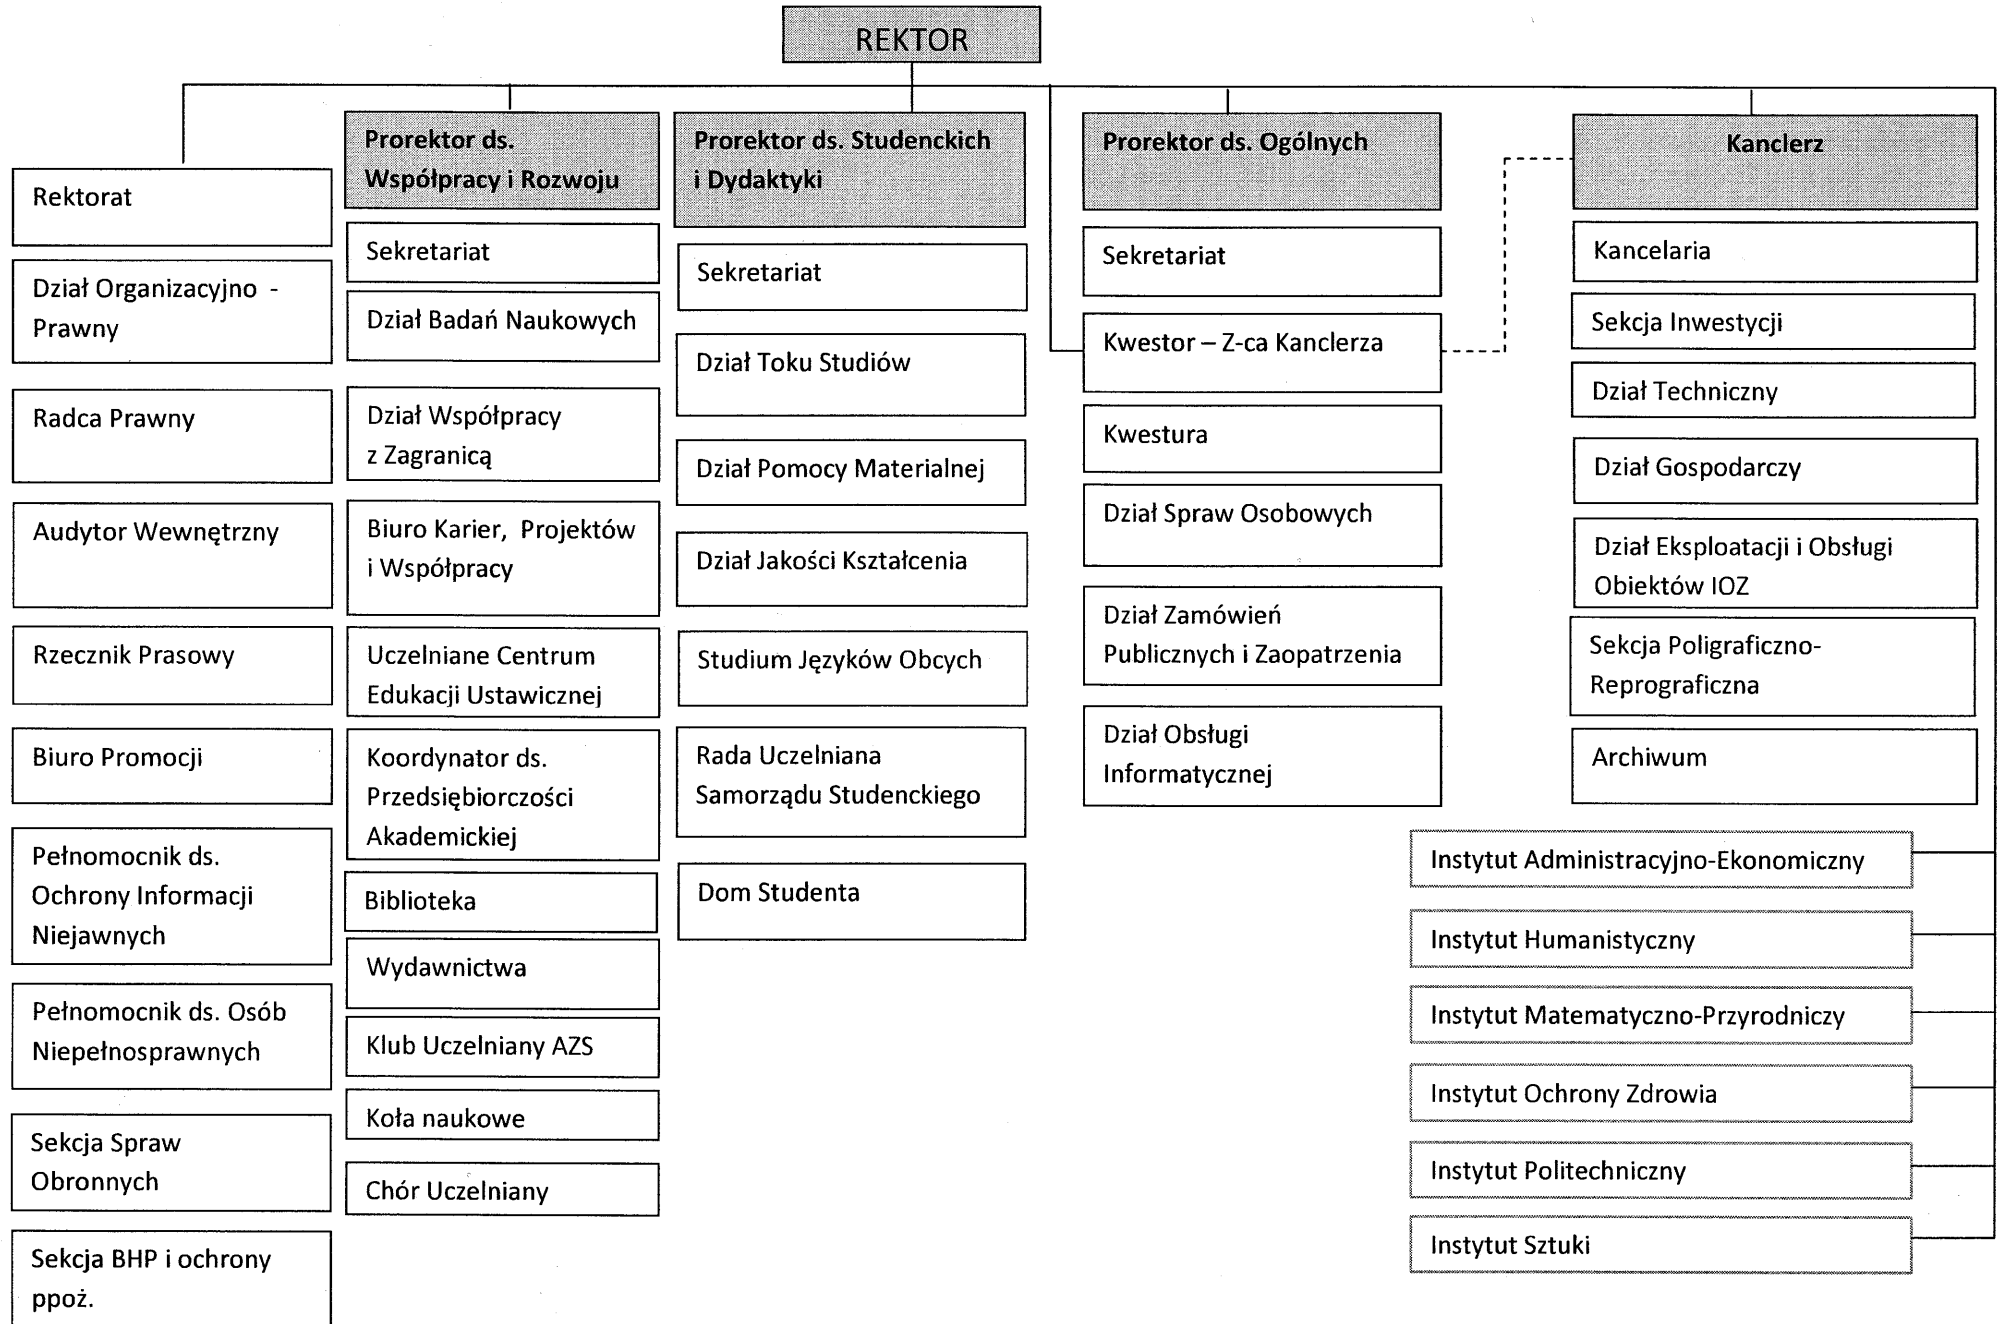 REKTOR
Rektorat
Dział Organizacyjno -
Prawny
Radca Prawny
Audytor Wewnętrzny
Rzecznik Prasowy
Biuro Promocji
Pełnomocnik ds.
Ochrony Informacji
Niejawnych
Pełnomocnik ds. Osób
Niepełnosprawnych
Sekcja Spraw
Obronnych
Sekcja BHP i ochrony
ppoż.
Prorektor ds.
Współpracy i Rozwoju
Sekretariat
Dział Badań Naukowych
Dział Współpracy
z Zagranicą
Biuro Karier, Projektów
i Współpracy
Uczelniane Centrum
Edukacji Ustawicznej
Koordynator ds.
Przedsiębiorczości
Akademickiej
Biblioteka
Wydawnictwa
Klub Uczelniany AZS
Koła naukowe
Chór Uczelniany
Prorektor ds. Studenckich
i Dydaktyki
Sekretariat
Dział Toku Studiów
Dział Pomocy Materialnej
Dział Jakości Kształcenia
Studium Języków Obcych
Rada Uczelniana
Samorządu Studenckiego
Dom Studenta
Prorektor ds. Ogólnych
Sekretariat
Kwestor – Z-ca Kanclerza
Kwestura
Dział Spraw Osobowych
Dział Zamówień
Publicznych i Zaopatrzenia
Dział Obsługi
Informatycznej
Kanclerz
Kancelaria
Sekcja Inwestycji
Dział Techniczny
Dział Gospodarczy
Dział Eksploatacji i Obsługi
Obiektów IOZ
Sekcja Poligraficzno-
Reprograficzna
Archiwum
Instytut Administracyjno-Ekonomiczny
Instytut Humanistyczny
Instytut Matematyczno-Przyrodniczy
Instytut Ochrony Zdrowia
Instytut Politechniczny
Instytut Sztuki